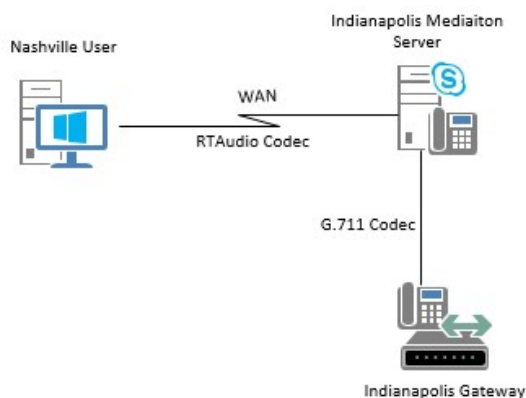 Nashville User
Indianapolis Mediaiton
Server
WAN
RTAudio Codec
G.711 Codec
Indianapolis Gateway